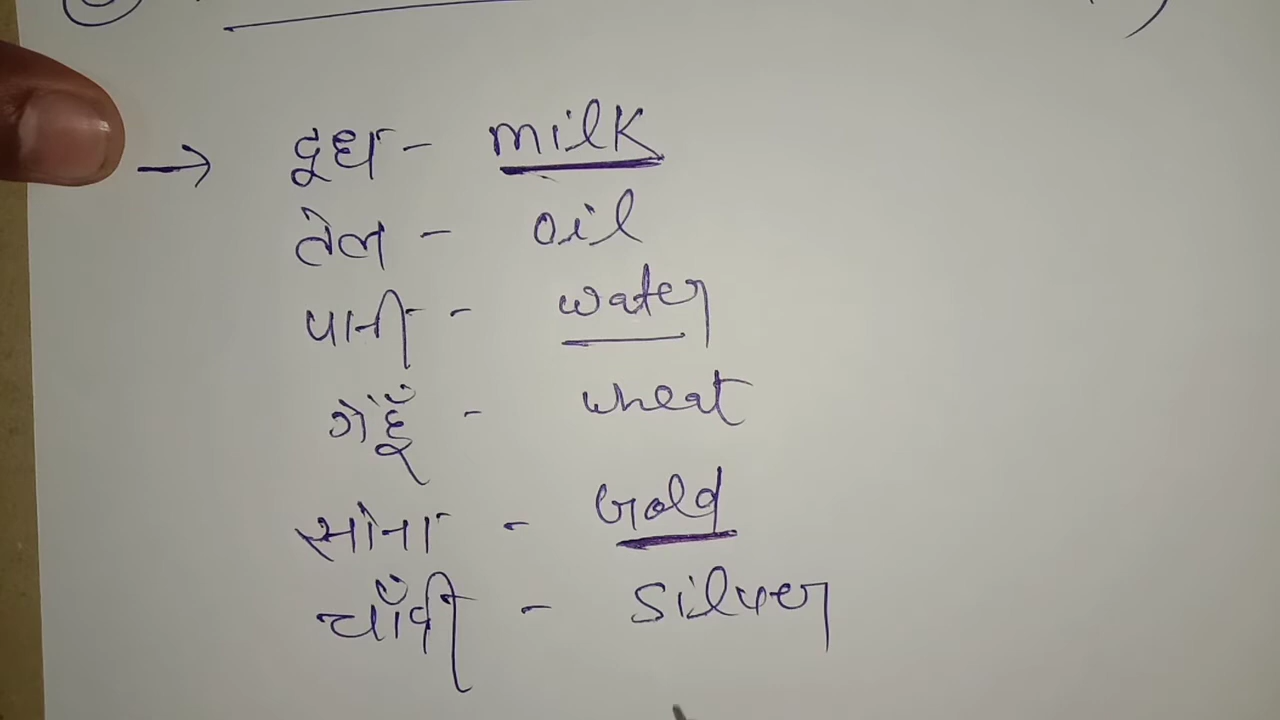 → दूध - milk
तेल - oil
पानी - water
गेंहूँ - wheat
सोना - Gold
चाँदी - silver